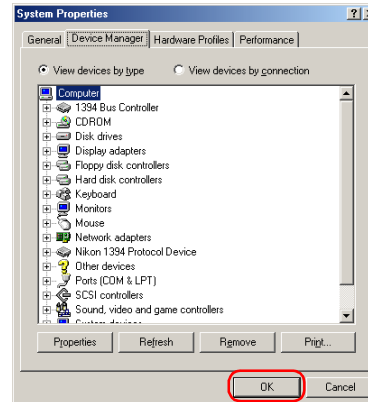 System Properties
General Device Manager Hardware Profiles Performance
View devices by type View devices by connection
Computer
1394 Bus Controller
CDROM
Disk drives
Display adapters
Floppy disk controllers
Hard disk controllers
Keyboard
Monitors
Mouse
Network adapters
Nikon 1394 Protocol Device
Other devices
Ports (COM & LPT)
SCSI controllers
Sound, video and game controllers
System devices
Properties Refresh Remove Print...
OK Cancel